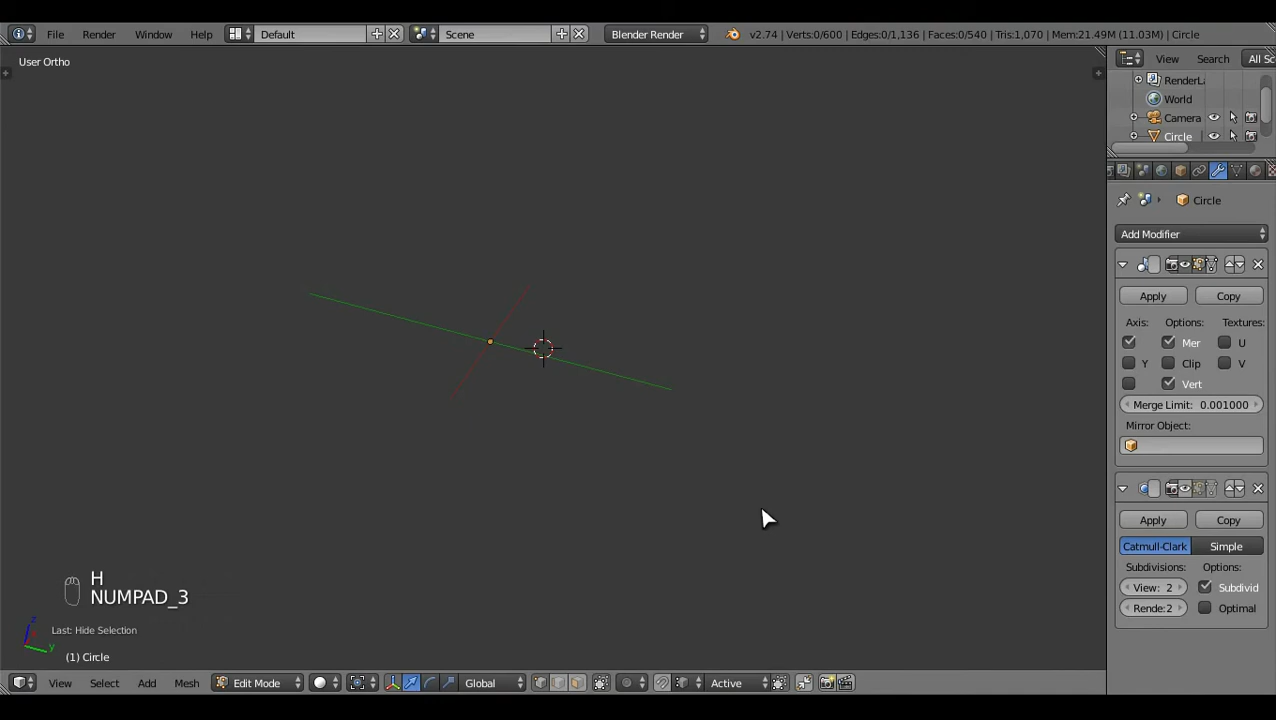 File Render Window Help Default Scene Blender Render v2.74 | Verts:0/600 | Edges:0/1,136 | Faces:0/540 | Tris:1,070 | Mem:21.49M (11.03M) | Circle
User Ortho
View Search All Sc
RenderLa
World
Camera
Circle
Circle
Add Modifier
Apply Copy
Axis: Options: Textures:
Mer U
Y Clip V
Vert
Merge Limit: 0.001000
Mirror Object:
Apply Copy
Catmull-Clark Simple
Subdivisions: Options:
View: 2 Subdivid
Rende:2 Optimal
H
NUMPAD_3
z
y
Last: Hide Selection
(1) Circle
View Select Add Mesh Edit Mode Global Active